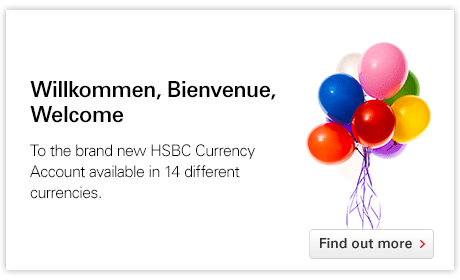 Willkommen, Bienvenue,
Welcome
To the brand new HSBC Currency
Account available in 14 different
currencies.
Find out more >